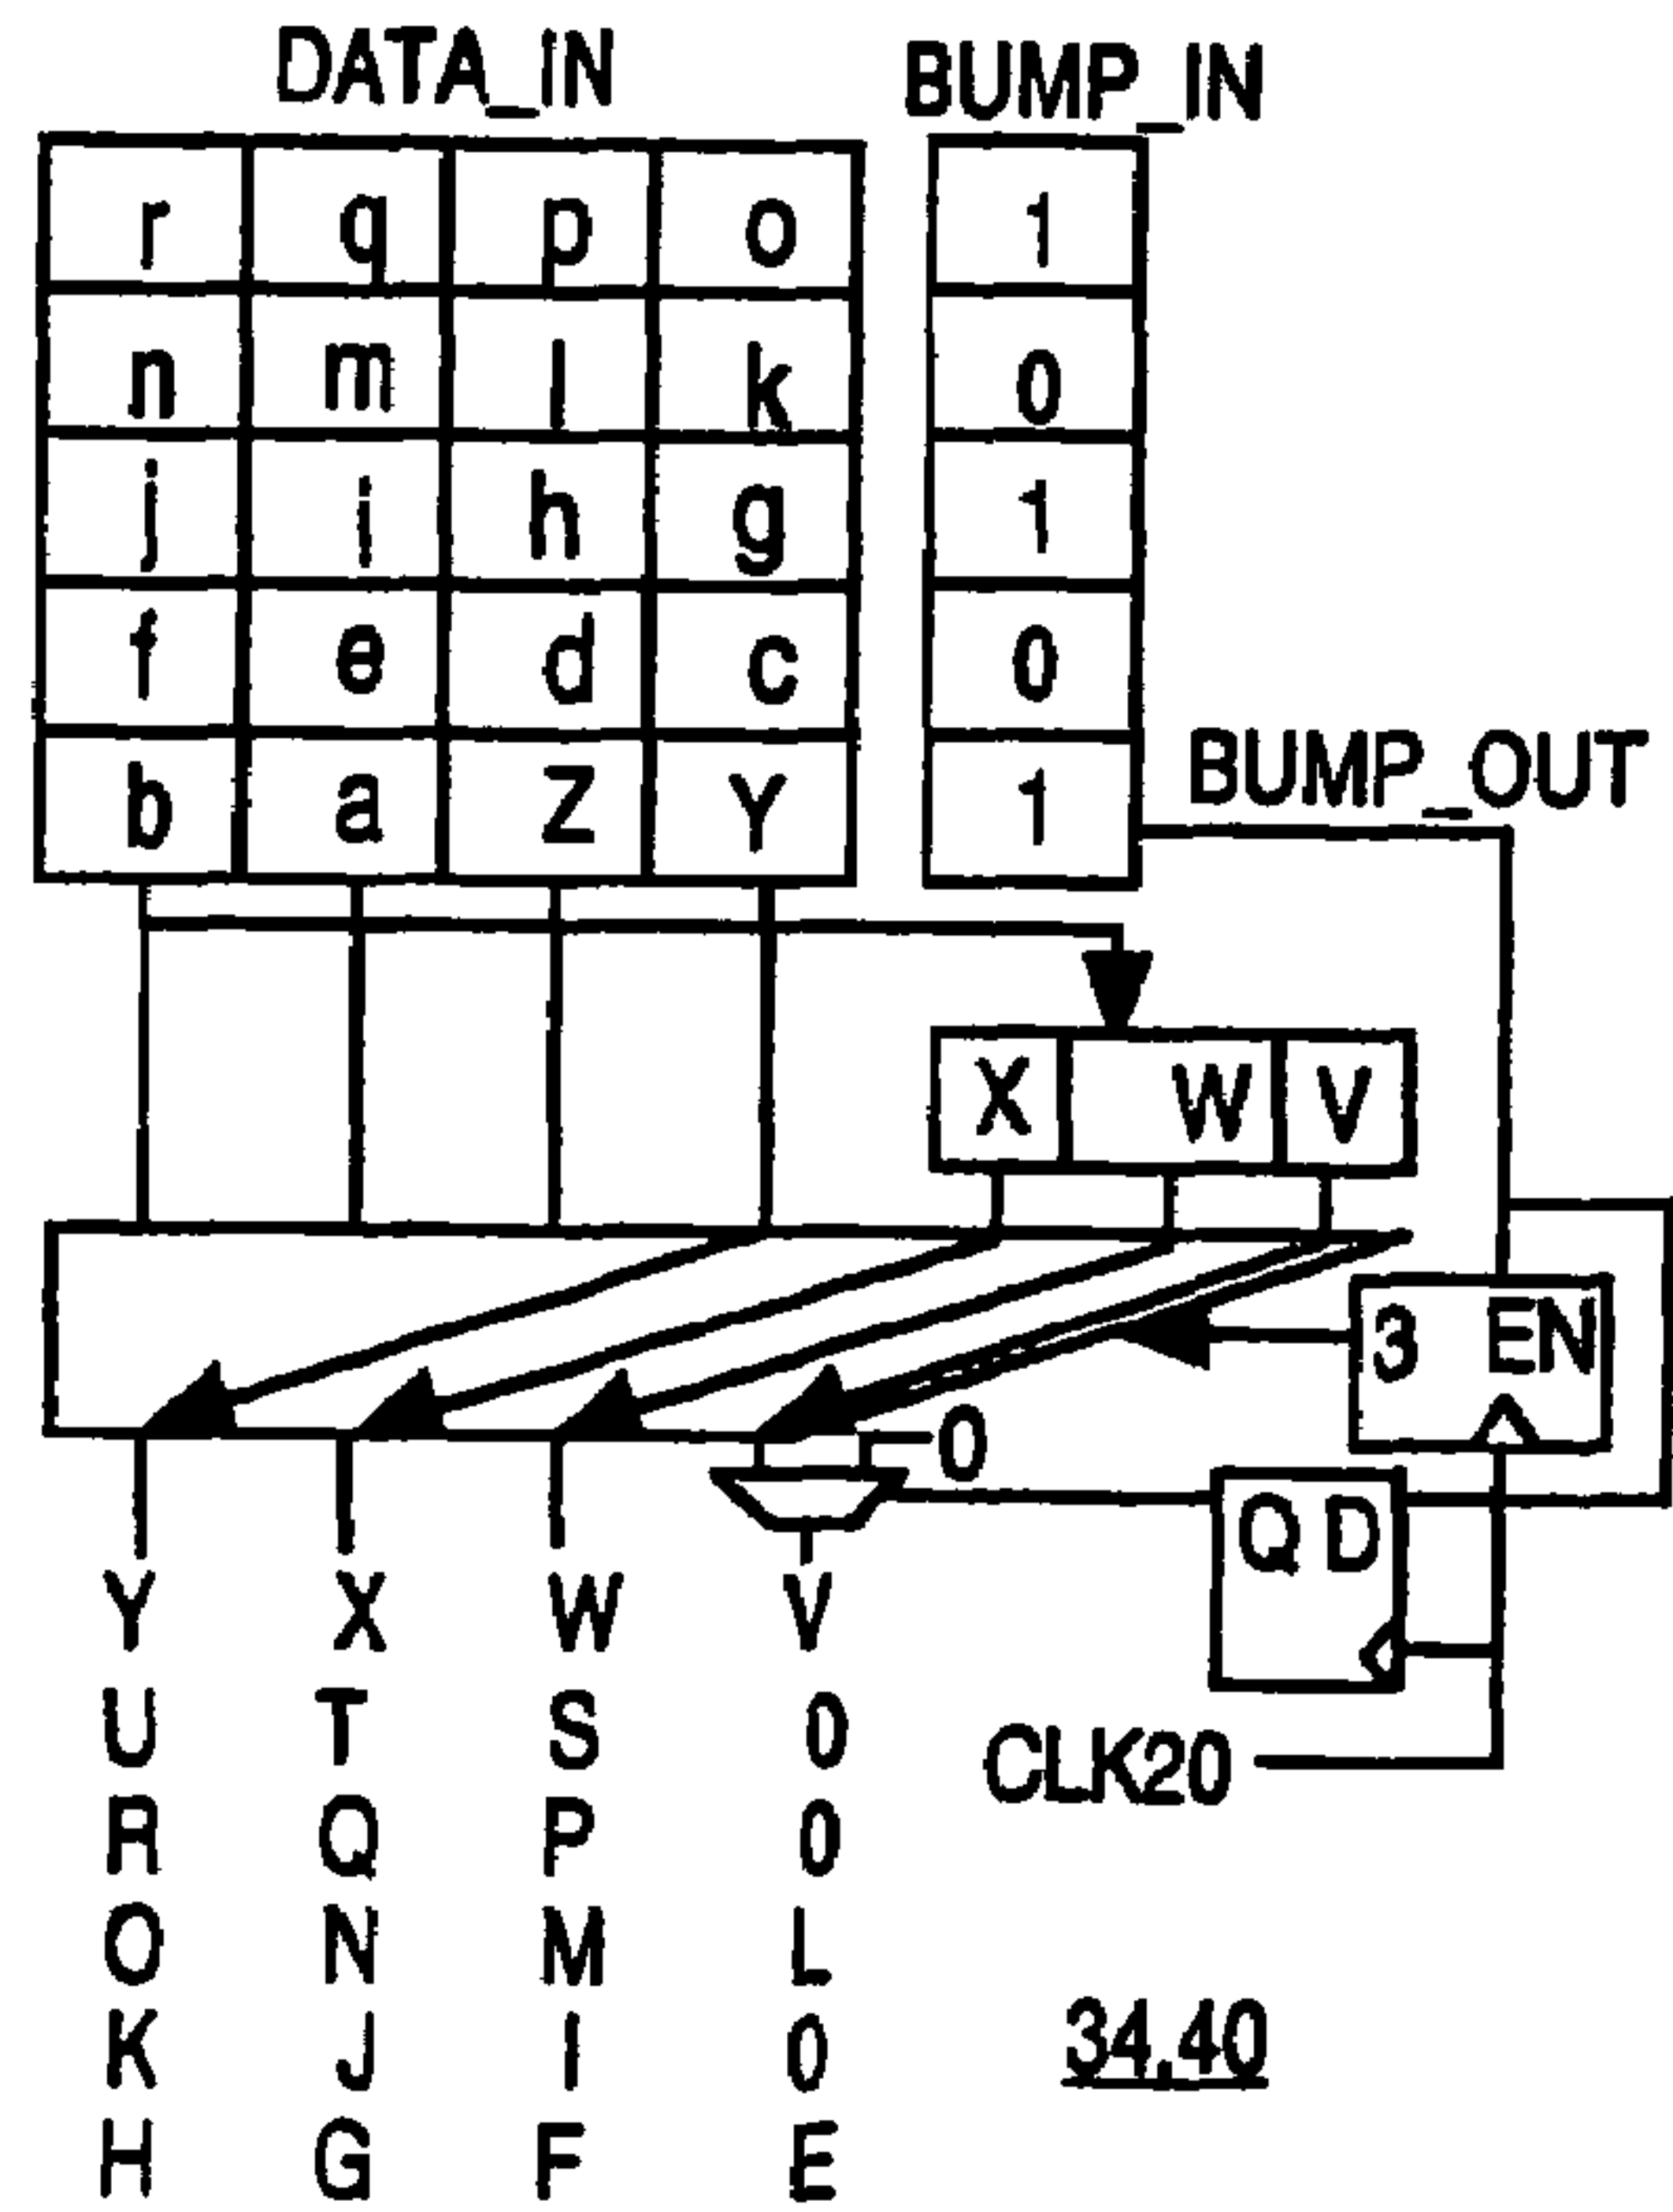 DATA_IN BUMP_IN
r q p o 1
n m l k 0
j i h g 1
f e d c 0
b a Z Y 1
BUMP_OUT
X W V
3 EN
0
Q D
Y X W V
U T S 0
CLK20
R Q P 0
O N M L
K J I 0
34,40
H G F E